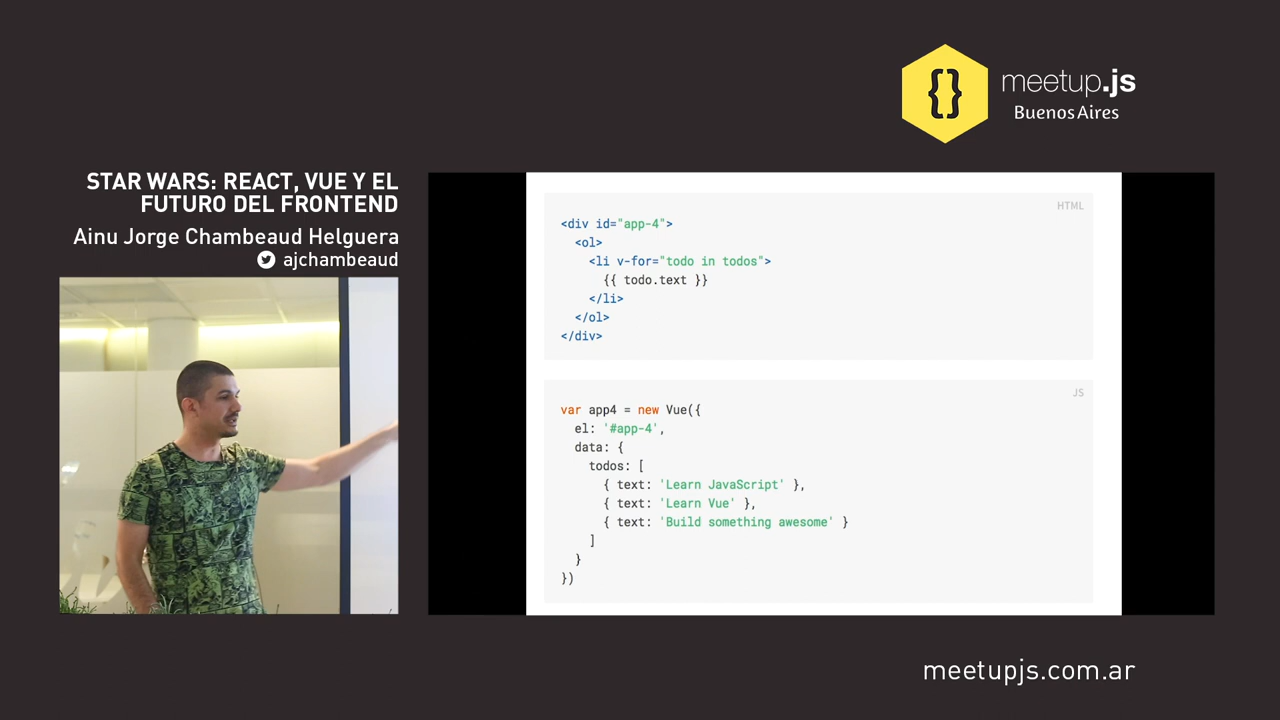 {}
meetup.js
Buenos Aires
STAR WARS: REACT, VUE Y EL
FUTURO DEL FRONTEND
Ainu Jorge Chambeaud Helguera
ajchambeaud
HTML
<div id="app-4">
  <ol>
    <li v-for="todo in todos">
      {{ todo.text }}
    </li>
  </ol>
</div>
JS
var app4 = new Vue({
  el: '#app-4',
  data: {
    todos: [
      { text: 'Learn JavaScript' },
      { text: 'Learn Vue' },
      { text: 'Build something awesome' }
    ]
  }
})
meetupjs.com.ar